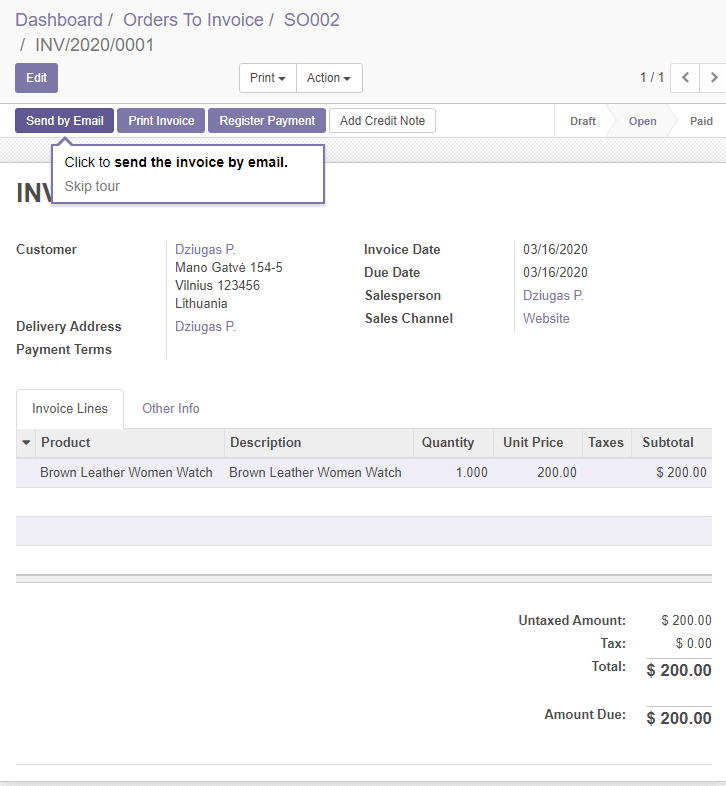 Dashboard / Orders To Invoice / SO002
/ INV/2020/0001
Edit Print Action 1 / 1
Send by Email Print Invoice Register Payment Add Credit Note Draft Open Paid
Click to send the invoice by email.
Skip tour
Customer Dziugas P. Invoice Date 03/16/2020
Mano Gatvė 154-5 Due Date 03/16/2020
Vilnius 123456 Salesperson Dziugas P.
Lithuania Sales Channel Website
Delivery Address Dziugas P.
Payment Terms
Invoice Lines Other Info
Product Description Quantity Unit Price Taxes Subtotal
Brown Leather Women Watch Brown Leather Women Watch 1.000 200.00 $ 200.00
Untaxed Amount: $ 200.00
Tax: $ 0.00
Total: $ 200.00
Amount Due: $ 200.00